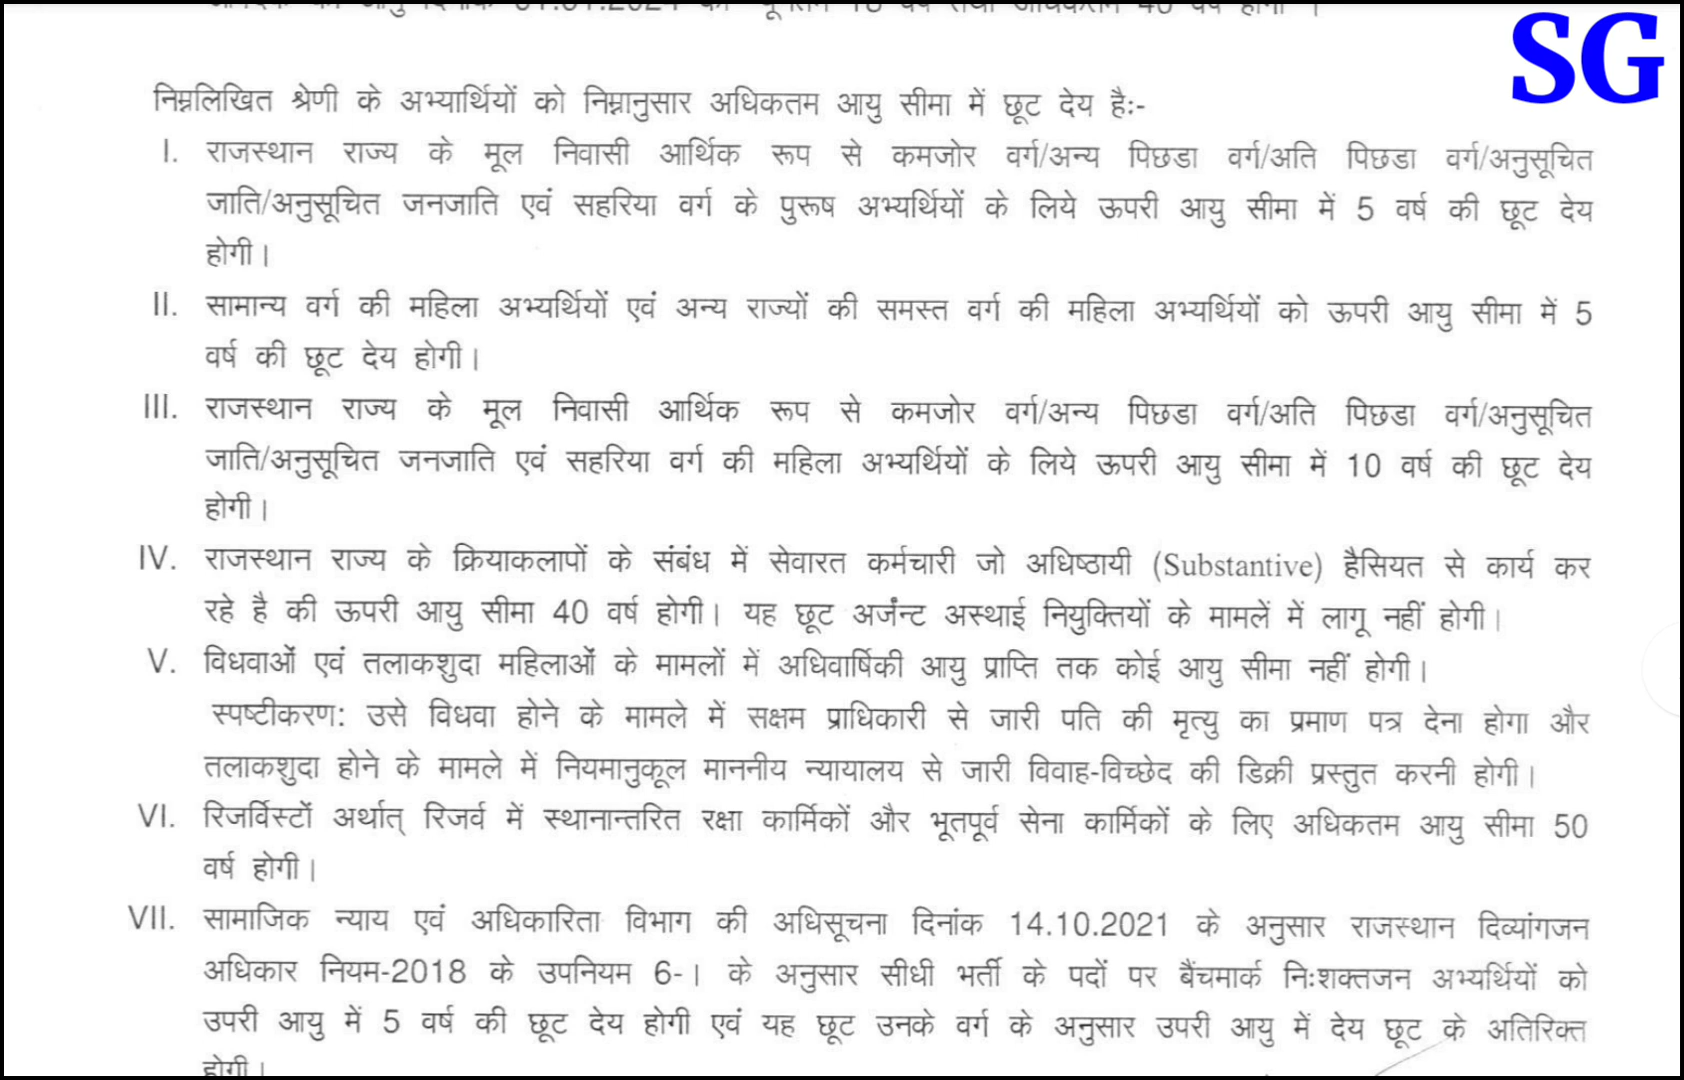 SG
निम्नलिखित श्रेणी के अभ्यार्थियों को निम्नानुसार अधिकतम आयु सीमा में छूट देय हैः-
I. राजस्थान राज्य के मूल निवासी आर्थिक रूप से कमजोर वर्ग/अन्य पिछडा वर्ग/अति पिछडा वर्ग/अनुसूचित
जाति/अनुसूचित जनजाति एवं सहरिया वर्ग के पुरूष अभ्यर्थियों के लिये ऊपरी आयु सीमा में 5 वर्ष की छूट देय
होगी।
II. सामान्य वर्ग की महिला अभ्यर्थियों एवं अन्य राज्यों की समस्त वर्ग की महिला अभ्यर्थियों को ऊपरी आयु सीमा में 5
वर्ष की छूट देय होगी।
III. राजस्थान राज्य के मूल निवासी आर्थिक रूप से कमजोर वर्ग/अन्य पिछडा वर्ग/अति पिछडा वर्ग/अनुसूचित
जाति/अनुसूचित जनजाति एवं सहरिया वर्ग की महिला अभ्यर्थियों के लिये ऊपरी आयु सीमा में 10 वर्ष की छूट देय
होगी।
IV. राजस्थान राज्य के क्रियाकलापों के संबंध में सेवारत कर्मचारी जो अधिष्ठायी (Substantive) हैसियत से कार्य कर
रहे है की ऊपरी आयु सीमा 40 वर्ष होगी। यह छूट अर्जन्ट अस्थाई नियुक्तियों के मामलें में लागू नहीं होगी।
V. विधवाओं एवं तलाकशुदा महिलाओं के मामलों में अधिवार्षिकी आयु प्राप्ति तक कोई आयु सीमा नहीं होगी।
स्पष्टीकरण: उसे विधवा होने के मामले में सक्षम प्राधिकारी से जारी पति की मृत्यु का प्रमाण पत्र देना होगा और
तलाकशुदा होने के मामले में नियमानुकूल माननीय न्यायालय से जारी विवाह-विच्छेद की डिक्री प्रस्तुत करनी होगी।
VI. रिजर्विस्टों अर्थात् रिजर्व में स्थानान्तरित रक्षा कार्मिकों और भूतपूर्व सेना कार्मिकों के लिए अधिकतम आयु सीमा 50
वर्ष होगी।
VII. सामाजिक न्याय एवं अधिकारिता विभाग की अधिसूचना दिनांक 14.10.2021 के अनुसार राजस्थान दिव्यांगजन
अधिकार नियम-2018 के उपनियम 6-। के अनुसार सीधी भर्ती के पदों पर बैंचमार्क निःशक्तजन अभ्यर्थियों को
उपरी आयु में 5 वर्ष की छूट देय होगी एवं यह छूट उनके वर्ग के अनुसार उपरी आयु में देय छूट के अतिरिक्त
होगी।